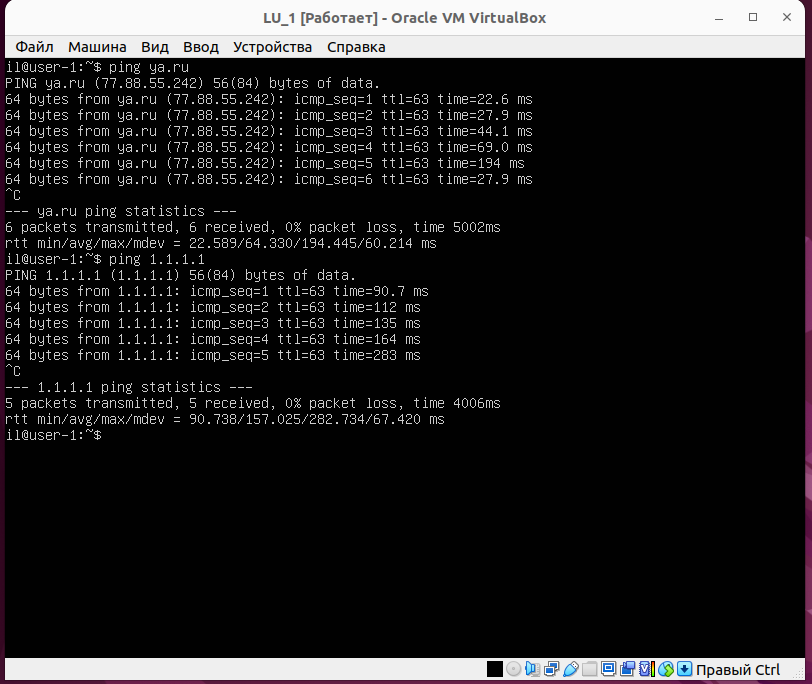 LU_1 [Работает] - Oracle VM VirtualBox
Файл Машина Вид Ввод Устройства Справка
il@user-1:~$ ping ya.ru
PING ya.ru (77.88.55.242) 56(84) bytes of data.
64 bytes from ya.ru (77.88.55.242): icmp_seq=1 ttl=63 time=22.6 ms
64 bytes from ya.ru (77.88.55.242): icmp_seq=2 ttl=63 time=27.9 ms
64 bytes from ya.ru (77.88.55.242): icmp_seq=3 ttl=63 time=44.1 ms
64 bytes from ya.ru (77.88.55.242): icmp_seq=4 ttl=63 time=69.0 ms
64 bytes from ya.ru (77.88.55.242): icmp_seq=5 ttl=63 time=194 ms
64 bytes from ya.ru (77.88.55.242): icmp_seq=6 ttl=63 time=27.9 ms
^C
--- ya.ru ping statistics ---
6 packets transmitted, 6 received, 0% packet loss, time 5002ms
rtt min/avg/max/mdev = 22.589/64.330/194.445/60.214 ms
il@user-1:~$ ping 1.1.1.1
PING 1.1.1.1 (1.1.1.1) 56(84) bytes of data.
64 bytes from 1.1.1.1: icmp_seq=1 ttl=63 time=90.7 ms
64 bytes from 1.1.1.1: icmp_seq=2 ttl=63 time=112 ms
64 bytes from 1.1.1.1: icmp_seq=3 ttl=63 time=135 ms
64 bytes from 1.1.1.1: icmp_seq=4 ttl=63 time=164 ms
64 bytes from 1.1.1.1: icmp_seq=5 ttl=63 time=283 ms
^C
--- 1.1.1.1 ping statistics ---
5 packets transmitted, 5 received, 0% packet loss, time 4006ms
rtt min/avg/max/mdev = 90.738/157.025/282.734/67.420 ms
il@user-1:~$
Правый Ctrl